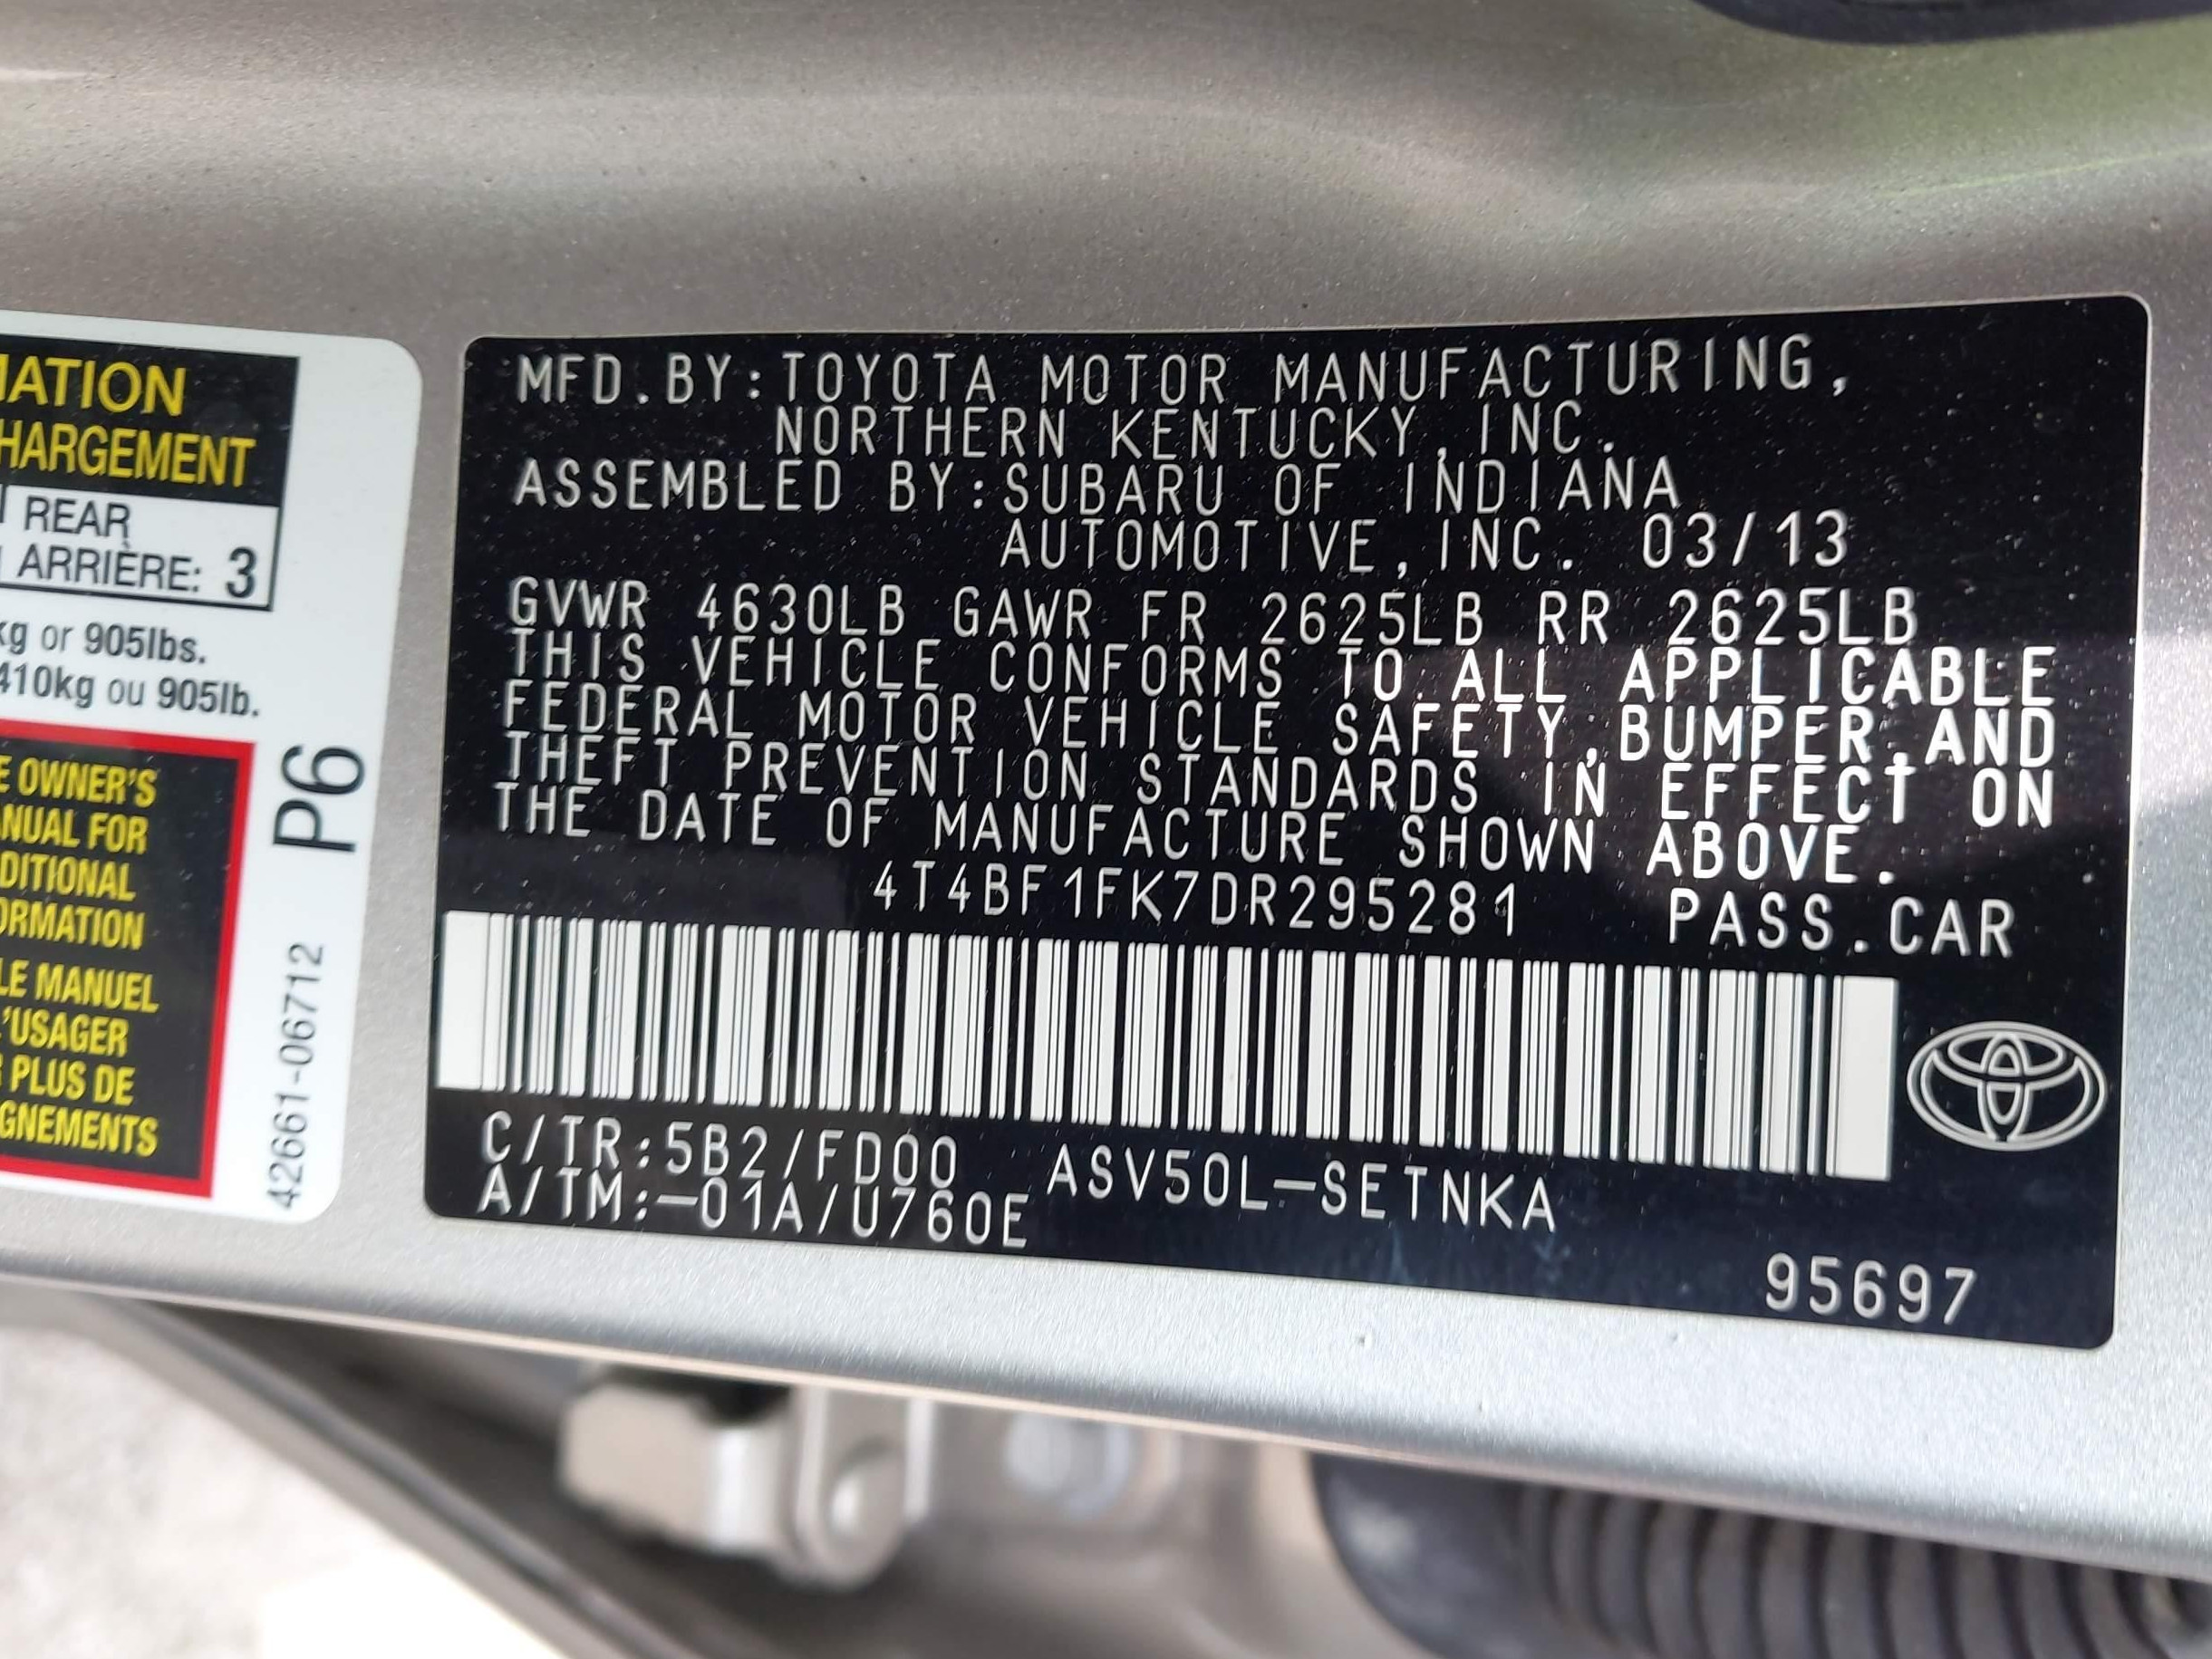 MATION
HARGEMENT
REAR
ARRIÈRE: 3
kg or 905lbs.
410kg ou 905lb.
E OWNER'S
ANUAL FOR
DITIONAL
ORMATION
LE MANUEL
L'USAGER
R PLUS DE
GNEMENTS
P6
42661-06712
MFD.BY:TOYOTA MOTOR MANUFACTURING,
NORTHERN KENTUCKY,INC.
ASSEMBLED BY:SUBARU OF INDIANA
AUTOMOTIVE,INC. 03/13
GVWR 4630LB GAWR FR 2625LB RR 2625LB
THIS VEHICLE CONFORMS TO ALL APPLICABLE
FEDERAL MOTOR VEHICLE SAFETY,BUMPER,AND
THEFT PREVENTION STANDARDS IN EFFECT ON
THE DATE OF MANUFACTURE SHOWN ABOVE.
4T4BF1FK7DR295281 PASS.CAR
C/TR:5B2/FD00 ASV50L-SETNKA
A/TM:-01A/U760E
95697